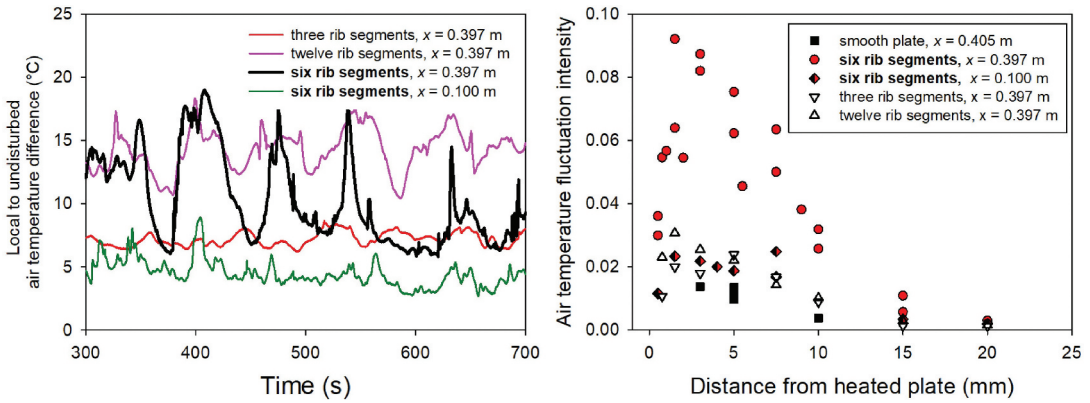 25
20
15
10
5
0
300
400
500
600
700
Time (s)
Local to undisturbed
air temperature difference (°C)
three rib segments, x = 0.397 m
twelve rib segments, x = 0.397 m
six rib segments, x = 0.397 m
six rib segments, x = 0.100 m
0.10
0.08
0.06
0.04
0.02
0.00
0
5
10
15
20
25
Distance from heated plate (mm)
Air temperature fluctuation intensity
smooth plate, x = 0.405 m
six rib segments, x = 0.397 m
six rib segments, x = 0.100 m
three rib segments, x = 0.397 m
twelve rib segments, x = 0.397 m